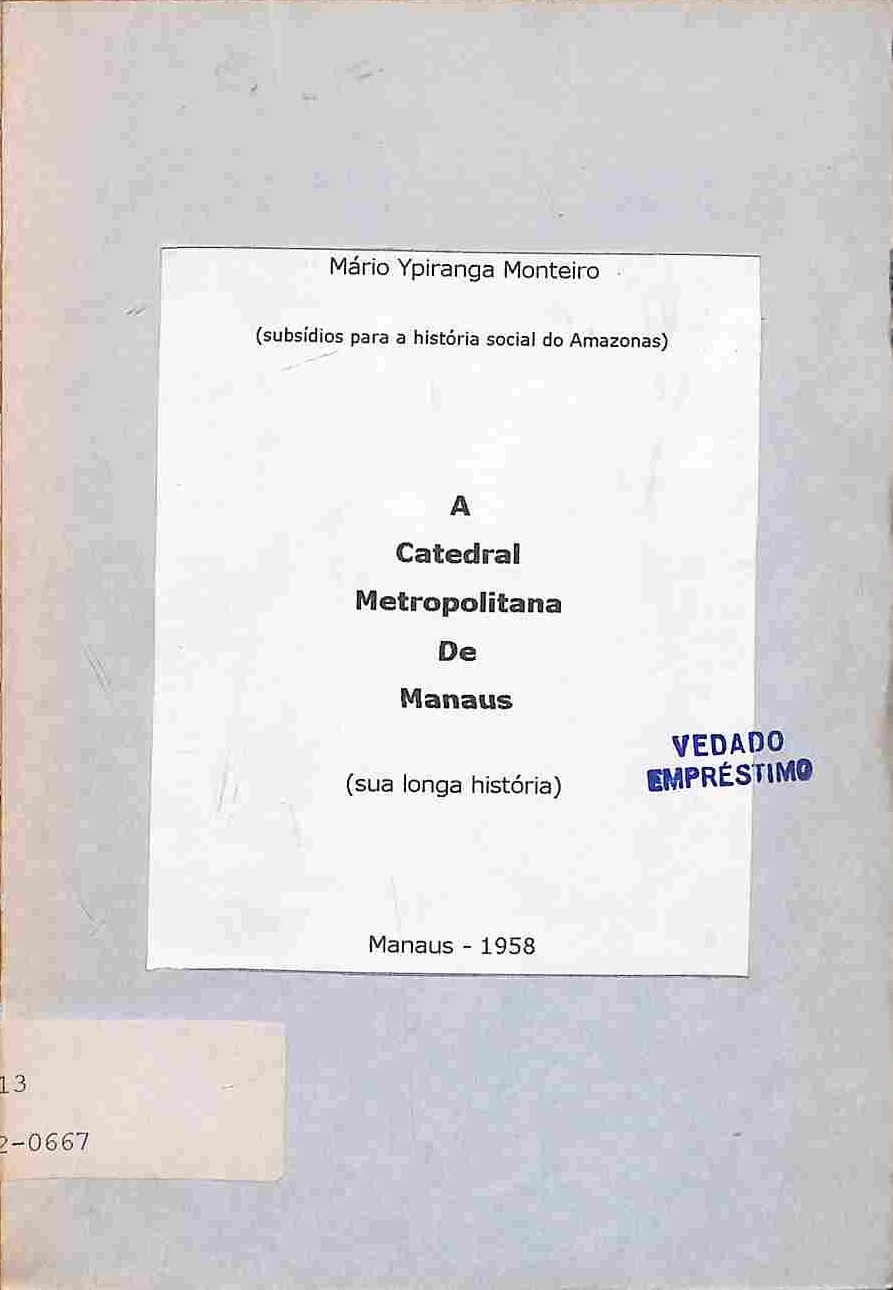 Mário Ypiranga Monteiro
(subsídios para a história social do Amazonas)
A
Catedral
Metropolitana
De
Manaus
(sua longa história)
VEDADO
EMPRÉSTIMO
Manaus - 1958
13
2-0667